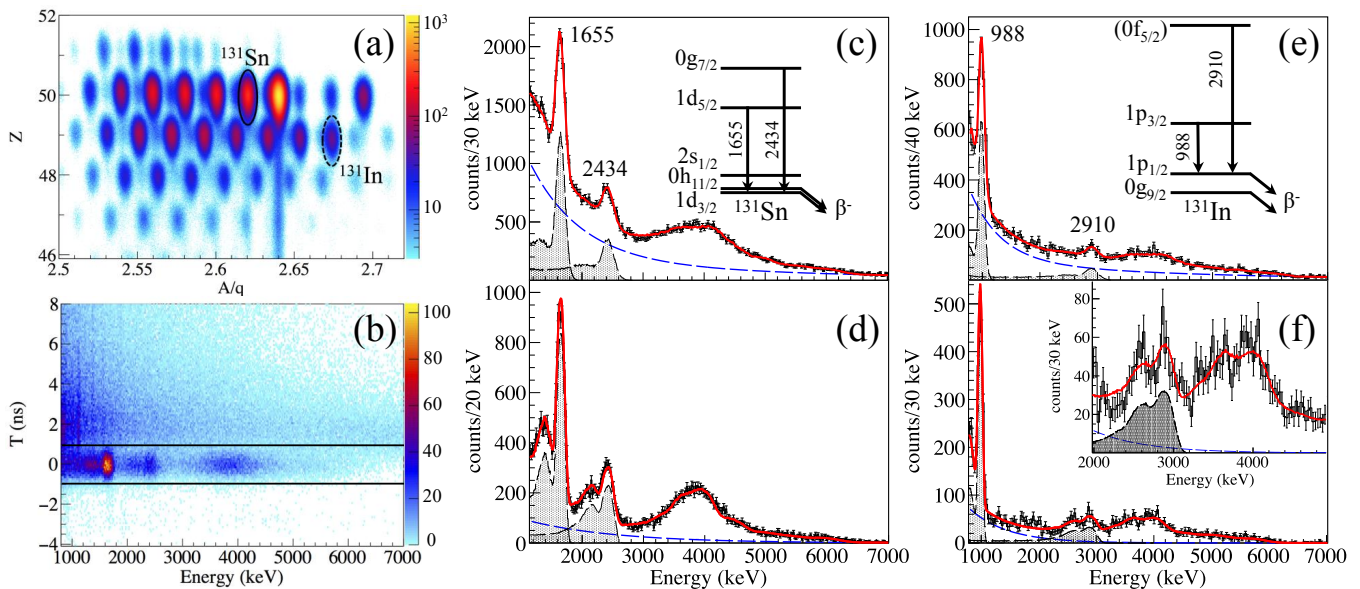 (a)
52
50
48
46
Z
2.5
2.55
2.6
2.65
2.7
A/q
¹³¹Sn
¹³¹In
10³
10²
10
(b)
8
6
4
2
0
−2
−4
T (ns)
1000
2000
3000
4000
5000
6000
7000
Energy (keV)
100
80
60
40
20
0
(c)
2000
1500
1000
500
counts/30 keV
1655
2434
0g7/2
1d5/2
2s1/2
0h11/2
1d3/2
1655
2434
¹³¹Sn
β-
(d)
1000
800
600
400
200
0
counts/20 keV
2000
3000
4000
5000
6000
7000
Energy (keV)
(e)
1000
800
600
400
200
counts/40 keV
988
2910
(0f5/2)
2910
1p3/2
988
1p1/2
0g9/2
¹³¹In
β-
(f)
500
400
300
200
100
0
counts/30 keV
1000
2000
3000
4000
5000
6000
7000
Energy (keV)
80
60
40
20
counts/30 keV
2000
3000
4000
Energy (keV)